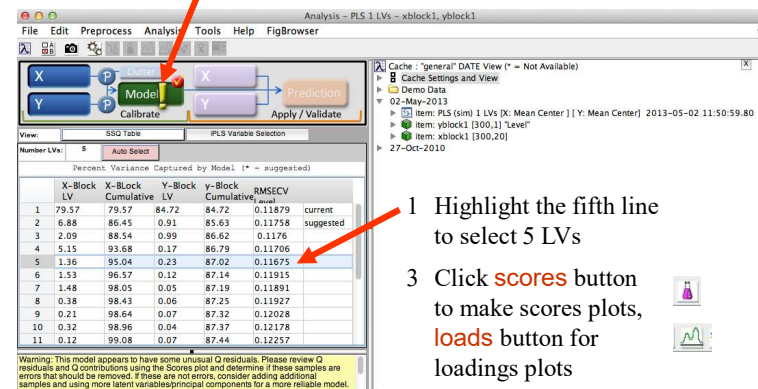 Analysis - PLS 1 LVs - xblock1, yblock1
File Edit Preprocess Analysis Tools Help FigBrowser
X P Clutter X
Model Prediction
Y P Y
Calibrate Apply / Validate
View: SSQ Table iPLS Variable Selection
Number LVs: 5 Auto Select
Percent Variance Captured by Model (* = suggested)
X-Block X-BLock Y-Block y-Block RMSECV
LV Cumulative LV Cumulative Level
1 79.57 79.57 84.72 84.72 0.11879 current
2 6.88 86.45 0.91 85.63 0.11758 suggested
3 2.09 88.54 0.99 86.62 0.1176
4 5.15 93.68 0.17 86.79 0.11706
5 1.36 95.04 0.23 87.02 0.11675
6 1.53 96.57 0.12 87.14 0.11915
7 1.48 98.05 0.05 87.19 0.11891
8 0.38 98.43 0.06 87.25 0.11927
9 0.21 98.64 0.07 87.32 0.12028
10 0.32 98.96 0.04 87.37 0.12178
11 0.12 99.08 0.07 87.44 0.12257
Warning: This model appears to have some unusual Q residuals. Please review Q
residuals and Q contributions using the Scores plot and determine if these samples are
errors that should be removed. If these are not errors, consider adding additional
samples and using more latent variables/principal components for a more reliable model.
Cache : "general" DATE View (* = Not Available) X
Cache Settings and View
Demo Data
02-May-2013
item: PLS (sim) 1 LVs [X: Mean Center ] [ Y: Mean Center] 2013-05-02 11:50:59.80
item: yblock1 [300,1] "Level"
item: xblock1 [300,20]
27-Oct-2010
1 Highlight the fifth line
to select 5 LVs
3 Click scores button
to make scores plots,
loads button for
loadings plots